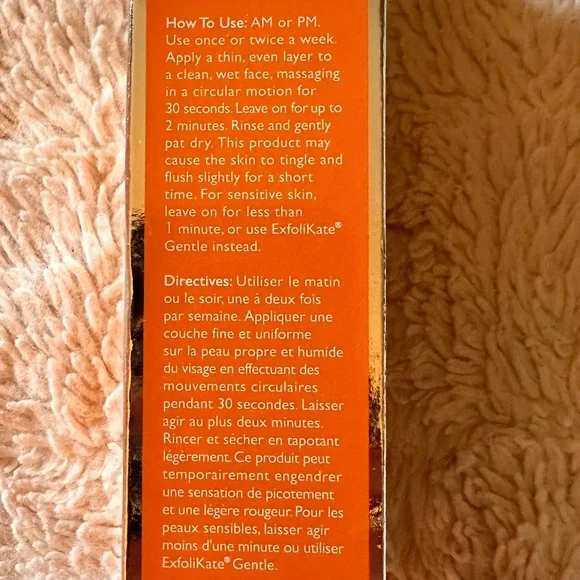 How To Use: AM or PM.
Use once or twice a week.
Apply a thin, even layer to
a clean, wet face, massaging
in a circular motion for
30 seconds. Leave on for up to
2 minutes. Rinse and gently
pat dry. This product may
cause the skin to tingle and
flush slightly for a short
time. For sensitive skin,
leave on for less than
1 minute, or use ExfoliKate®
Gentle instead.
Directives: Utiliser le matin
ou le soir, une à deux fois
par semaine. Appliquer une
couche fine et uniforme
sur la peau propre et humide
du visage en effectuant des
mouvements circulaires
pendant 30 secondes. Laisser
agir au plus deux minutes.
Rincer et sécher en tapotant
légèrement. Ce produit peut
temporairement engendrer
une sensation de picotement
et une légère rougeur. Pour les
peaux sensibles, laisser agir
moins d'une minute ou utiliser
ExfoliKate® Gentle.